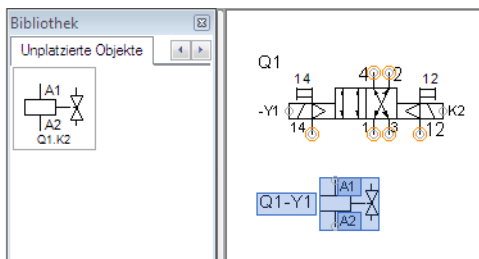 Bibliothek
Unplatzierte Objekte
A1
A2
Q1.K2
Q1
4 2
14 12
-Y1 K2
14 1 3 12
A1
Q1-Y1
A2